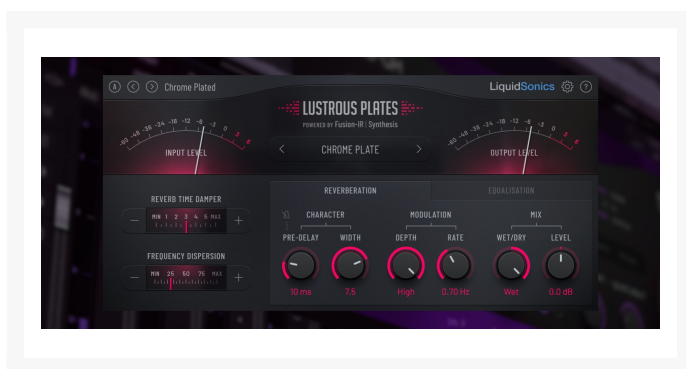 A Chrome Plated
LiquidSonics ?
LUSTROUS PLATES
POWERED BY Fusion-IR | Synthesis
-60 -48 -36 -24 -18 -12 -6 -3 0 3 6
INPUT LEVEL
< CHROME PLATE >
-60 -48 -36 -24 -18 -12 -6 -3 0 3 6
OUTPUT LEVEL
REVERB TIME DAMPER
MIN 1 2 3 4 5 MAX
FREQUENCY DISPERSION
MIN 25 50 75 MAX
REVERBERATION
EQUALISATION
CHARACTER
MODULATION
MIX
PRE-DELAY WIDTH DEPTH RATE WET/DRY LEVEL
10 ms 7.5 High 0.70 Hz Wet 0.0 dB